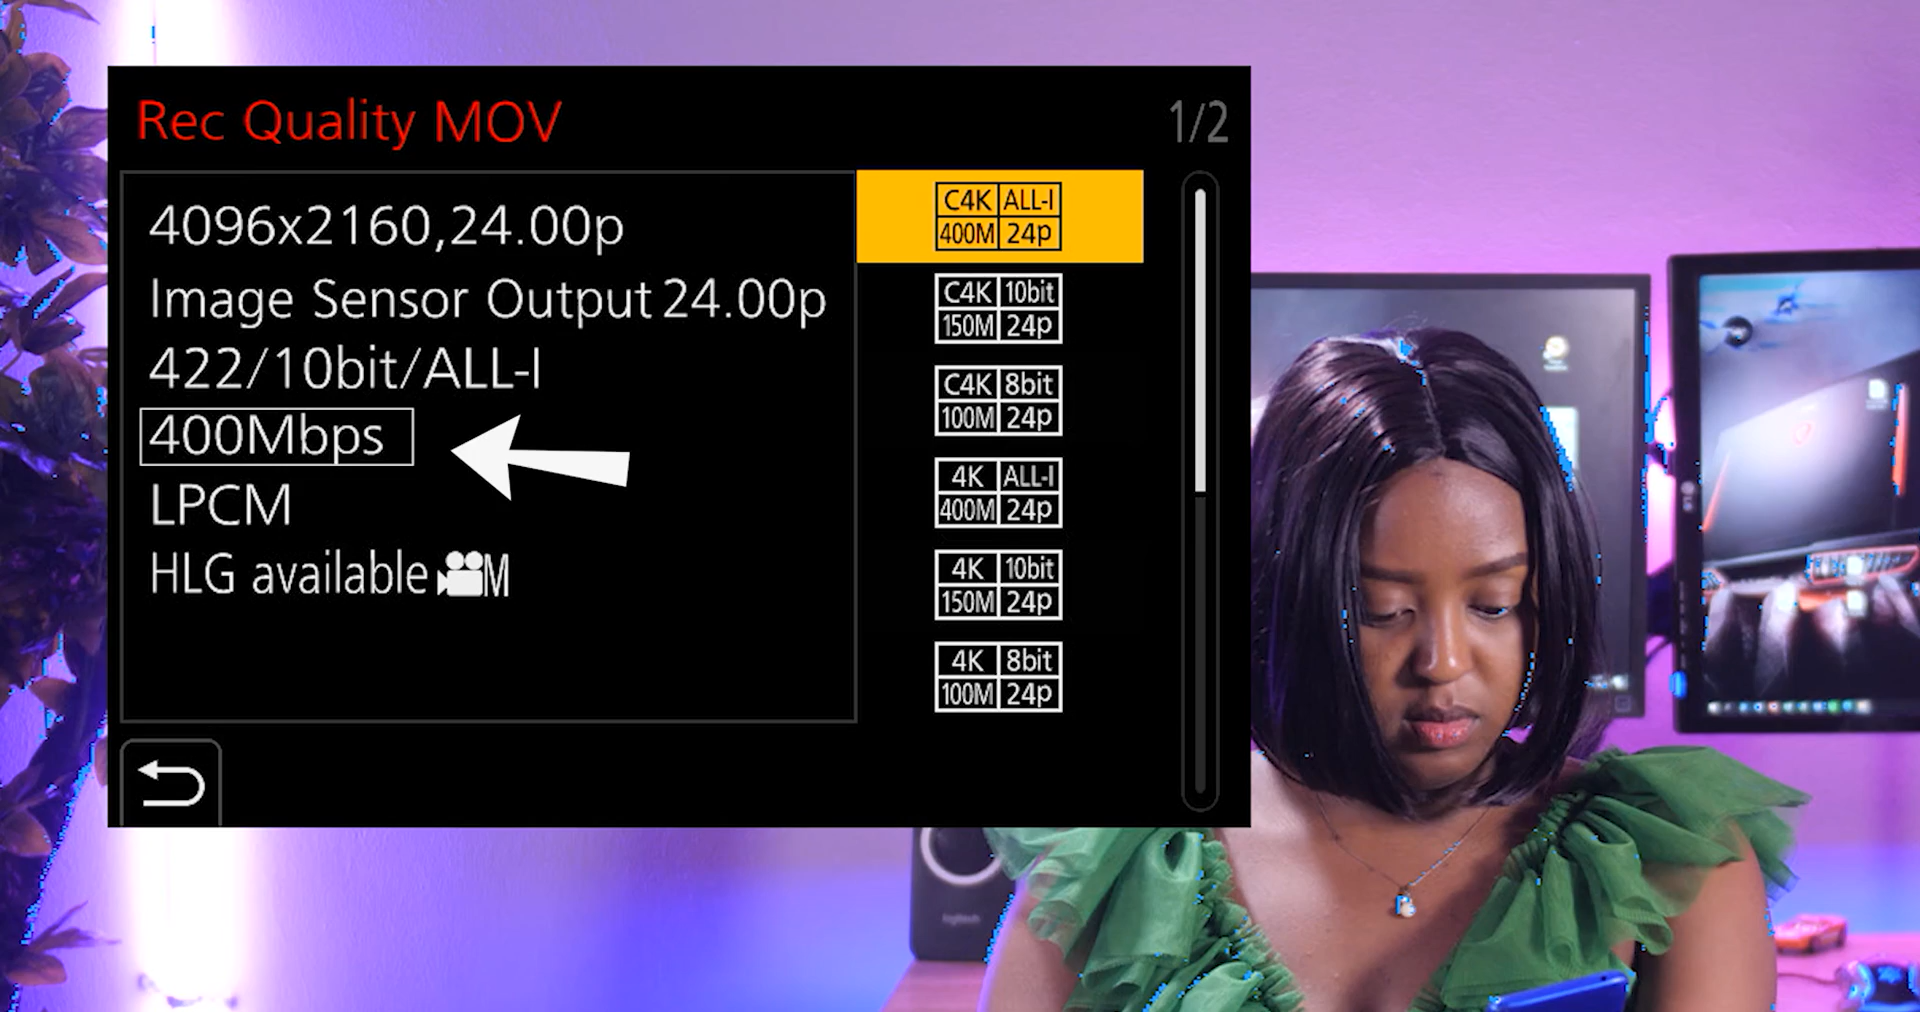 Rec Quality MOV
1/2
4096x2160,24.00p
Image Sensor Output 24.00p
422/10bit/ALL-I
400Mbps
LPCM
HLG available M
C4K ALL-I
400M 24p
C4K 10bit
150M 24p
C4K 8bit
100M 24p
4K ALL-I
400M 24p
4K 10bit
150M 24p
4K 8bit
100M 24p
logitech
LG